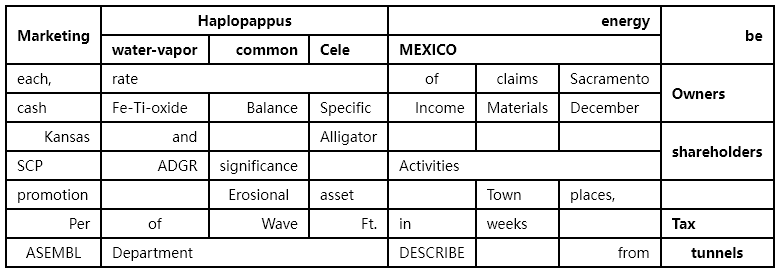 Marketing Haplopappus energy be
water-vapor common Cele MEXICO
each, rate of claims Sacramento Owners
cash Fe-Ti-oxide Balance Specific Income Materials December
Kansas and Alligator shareholders
SCP ADGR significance Activities
promotion Erosional asset Town places,
Per of Wave Ft. in weeks Tax
ASEMBL Department DESCRIBE from tunnels